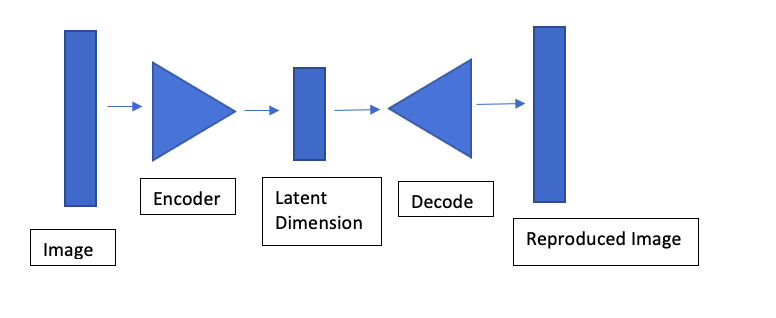 Image
Encoder
Latent
Dimension
Decode
Reproduced Image